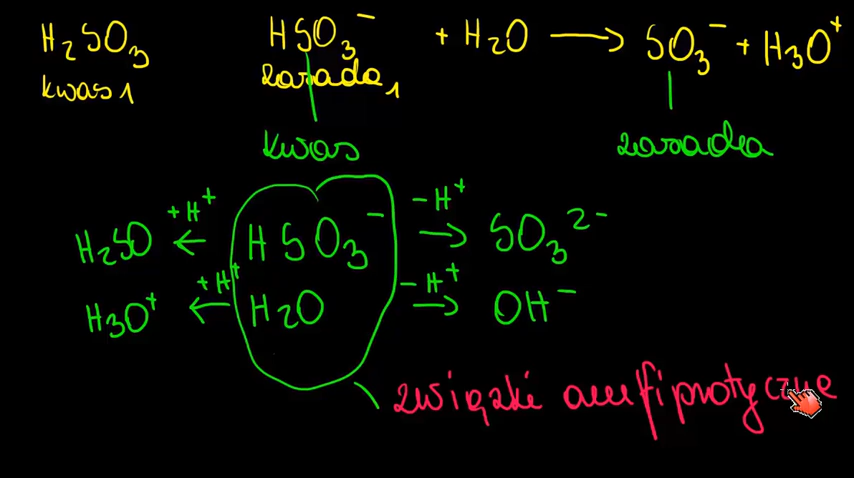 H₂SO₃ HSO₃⁻ + H₂O → SO₃⁻ + H₃O⁺
kwas 1 zasada 1
kwas zasada
H₂SO ← +H⁺ HSO₃⁻ -H⁺ → SO₃²⁻
H₃O⁺ ← +H⁺ H₂O -H⁺ → OH⁻
związki amfiprotyczne